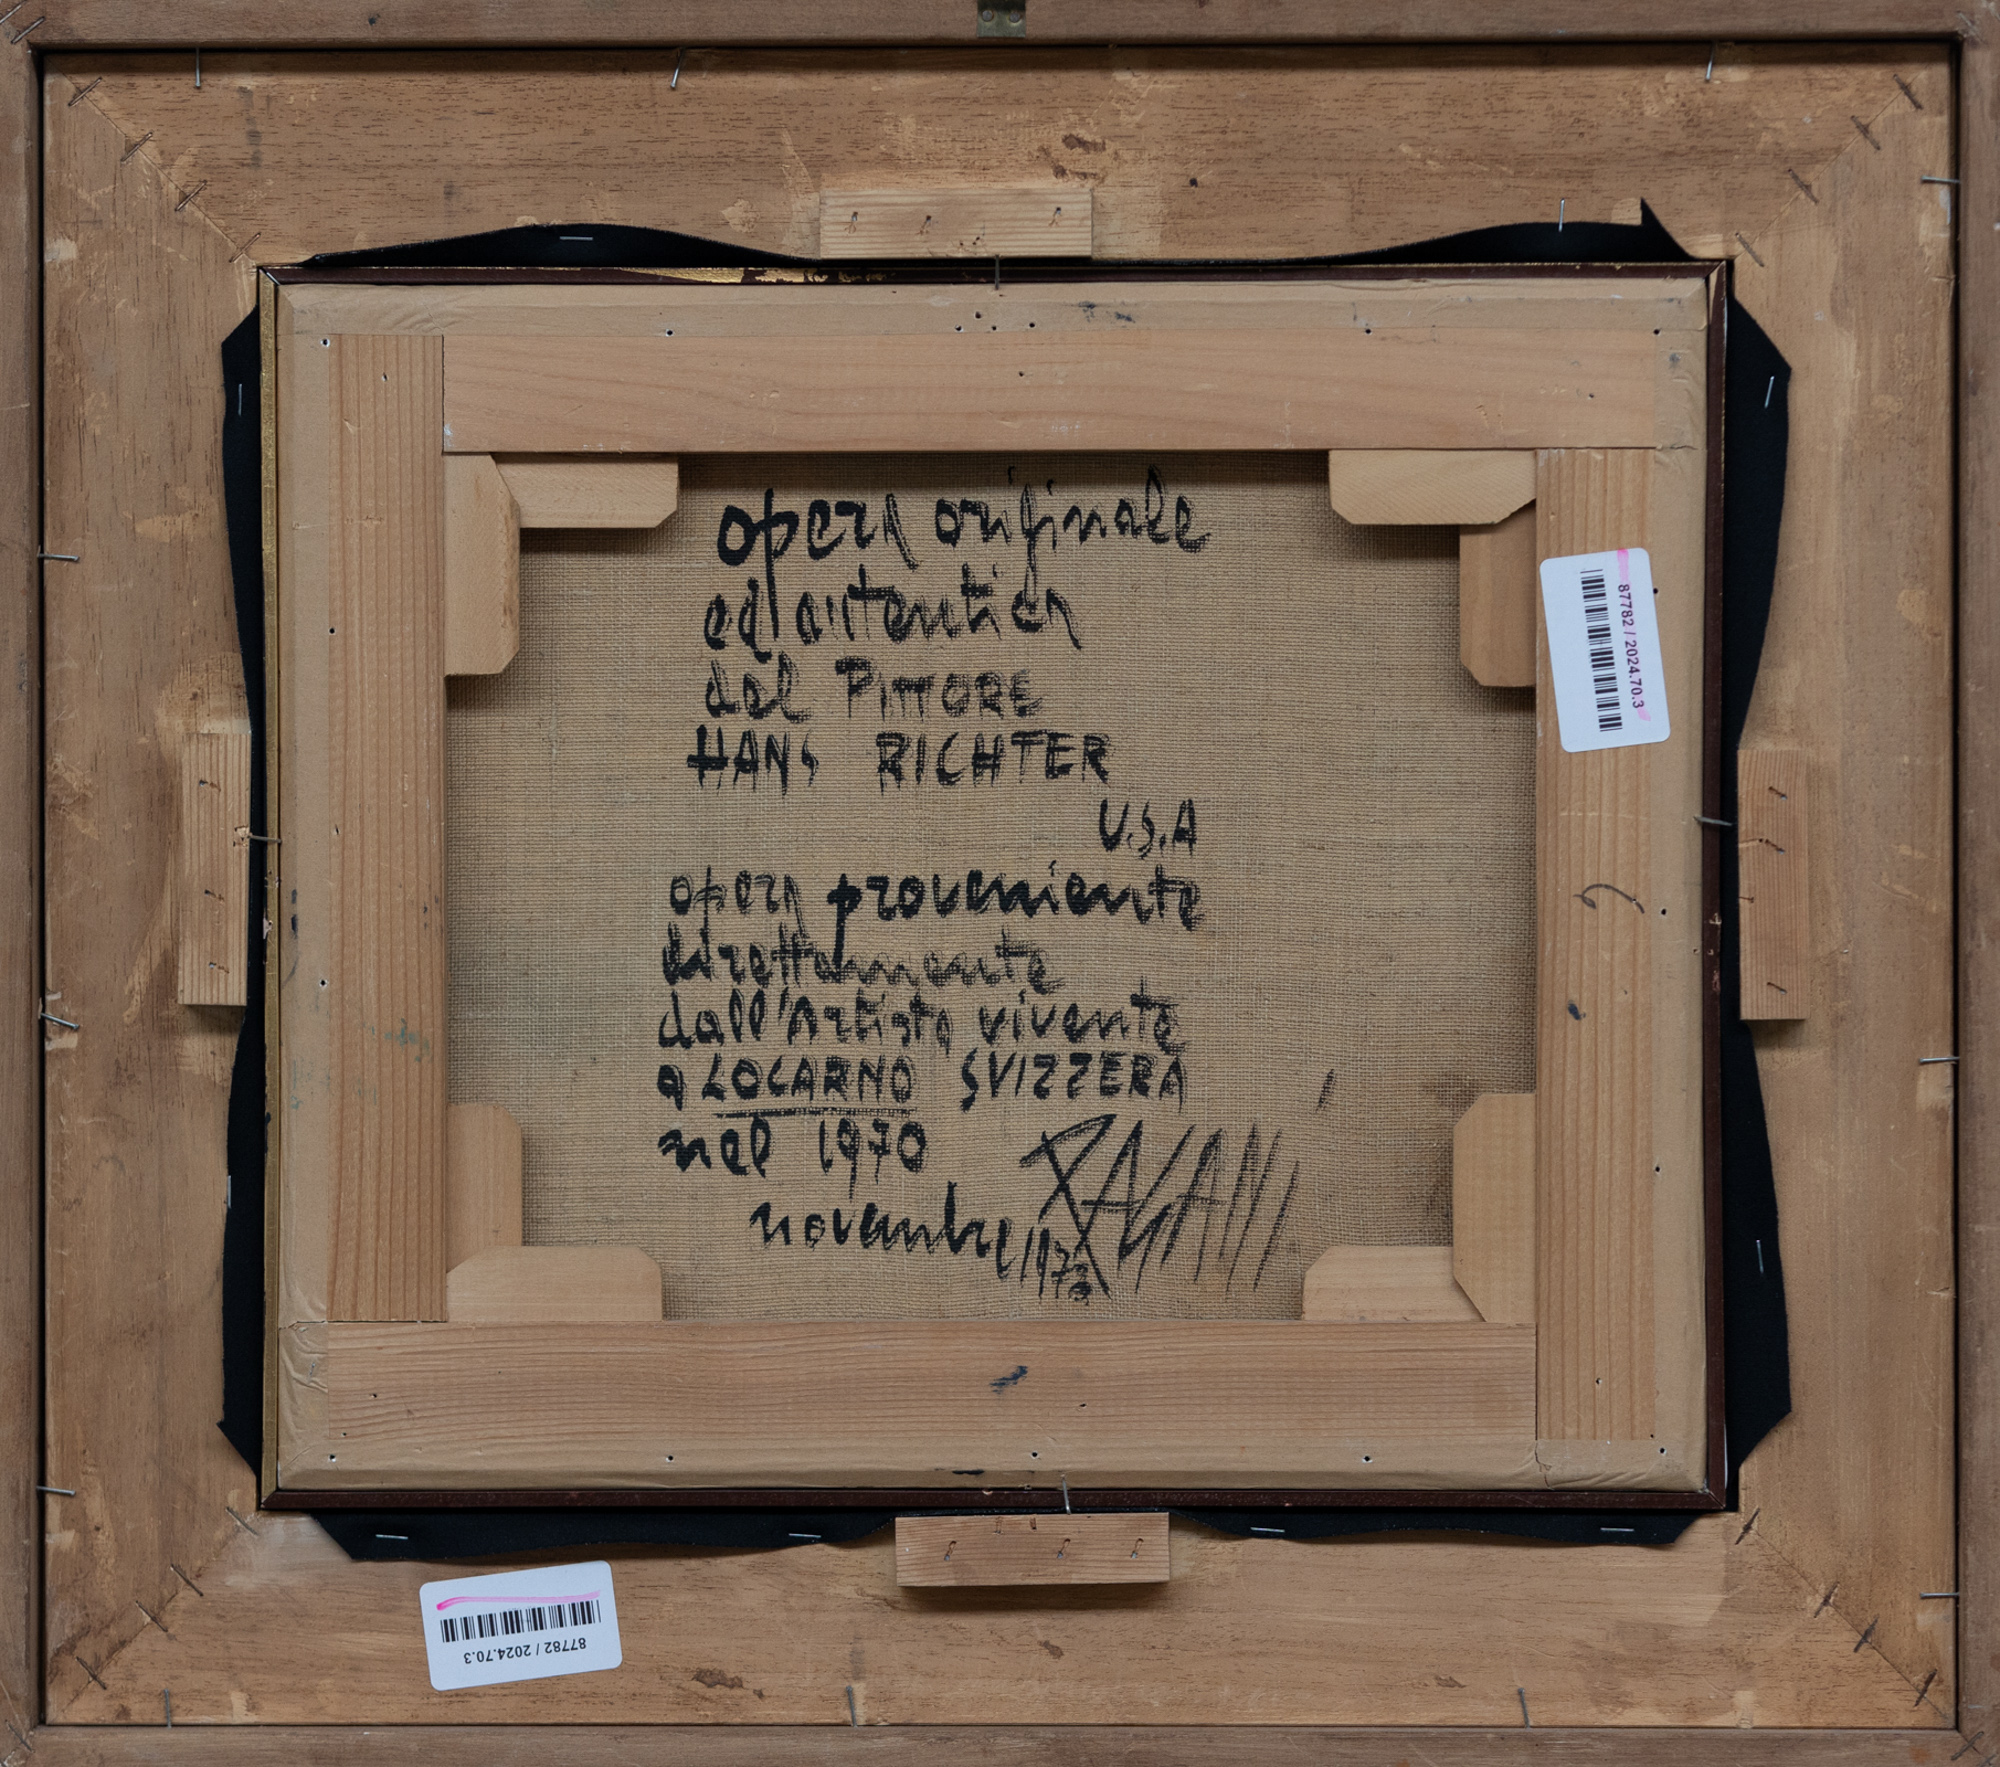 opera originale
ed autentica
del PITTORE
HANS RICHTER
U.S.A
opera proveniente
direttamente
dall'Artista vivente
a LOCARNO SVIZZERA
nel 1970
novembre 1973
PAGANI
87782 / 2024.70.3
87782 / 2024.70.3